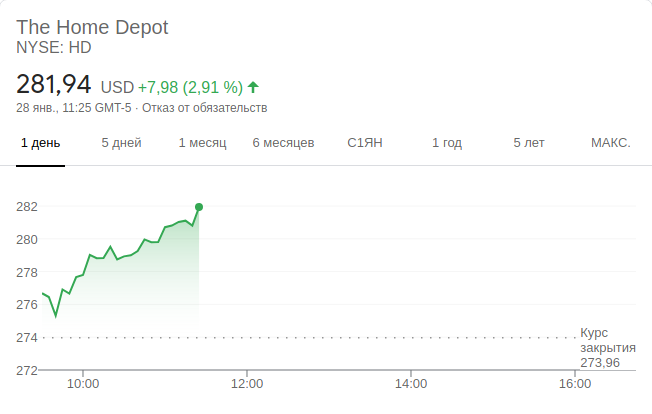 The Home Depot
NYSE: HD
281,94 USD +7,98 (2,91 %)
28 янв., 11:25 GMT-5 · Отказ от обязательств
1 день 5 дней 1 месяц 6 месяцев С1ЯН 1 год 5 лет МАКС.
282
280
278
276
274
Курс
закрытия
273,96
272
10:00 12:00 14:00 16:00